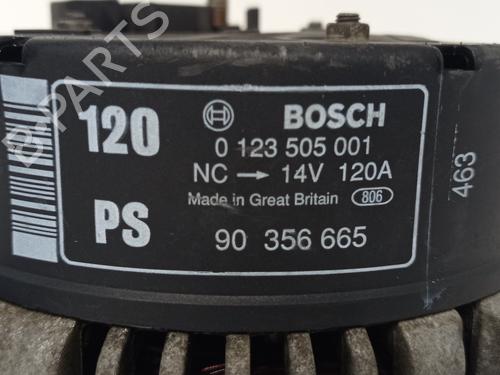 120
BOSCH
0 123 505 001
NC → 14V 120A
Made in Great Britain 806
PS
90 356 665
463
B-PARTS